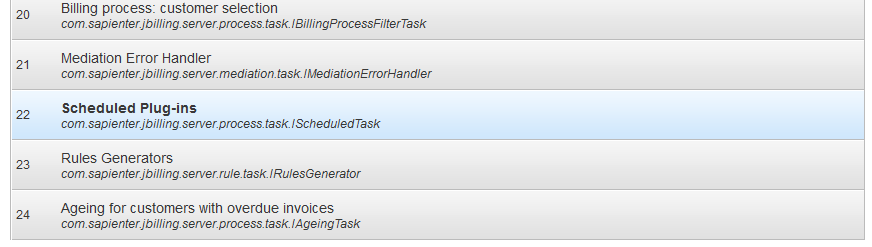 20
Billing process: customer selection
com.sapienter.jbilling.server.process.task.IBillingProcessFilterTask
21
Mediation Error Handler
com.sapienter.jbilling.server.mediation.task.IMediationErrorHandler
22
Scheduled Plug-ins
com.sapienter.jbilling.server.process.task.IScheduledTask
23
Rules Generators
com.sapienter.jbilling.server.rule.task.IRulesGenerator
24
Ageing for customers with overdue invoices
com.sapienter.jbilling.server.process.task.IAgeingTask